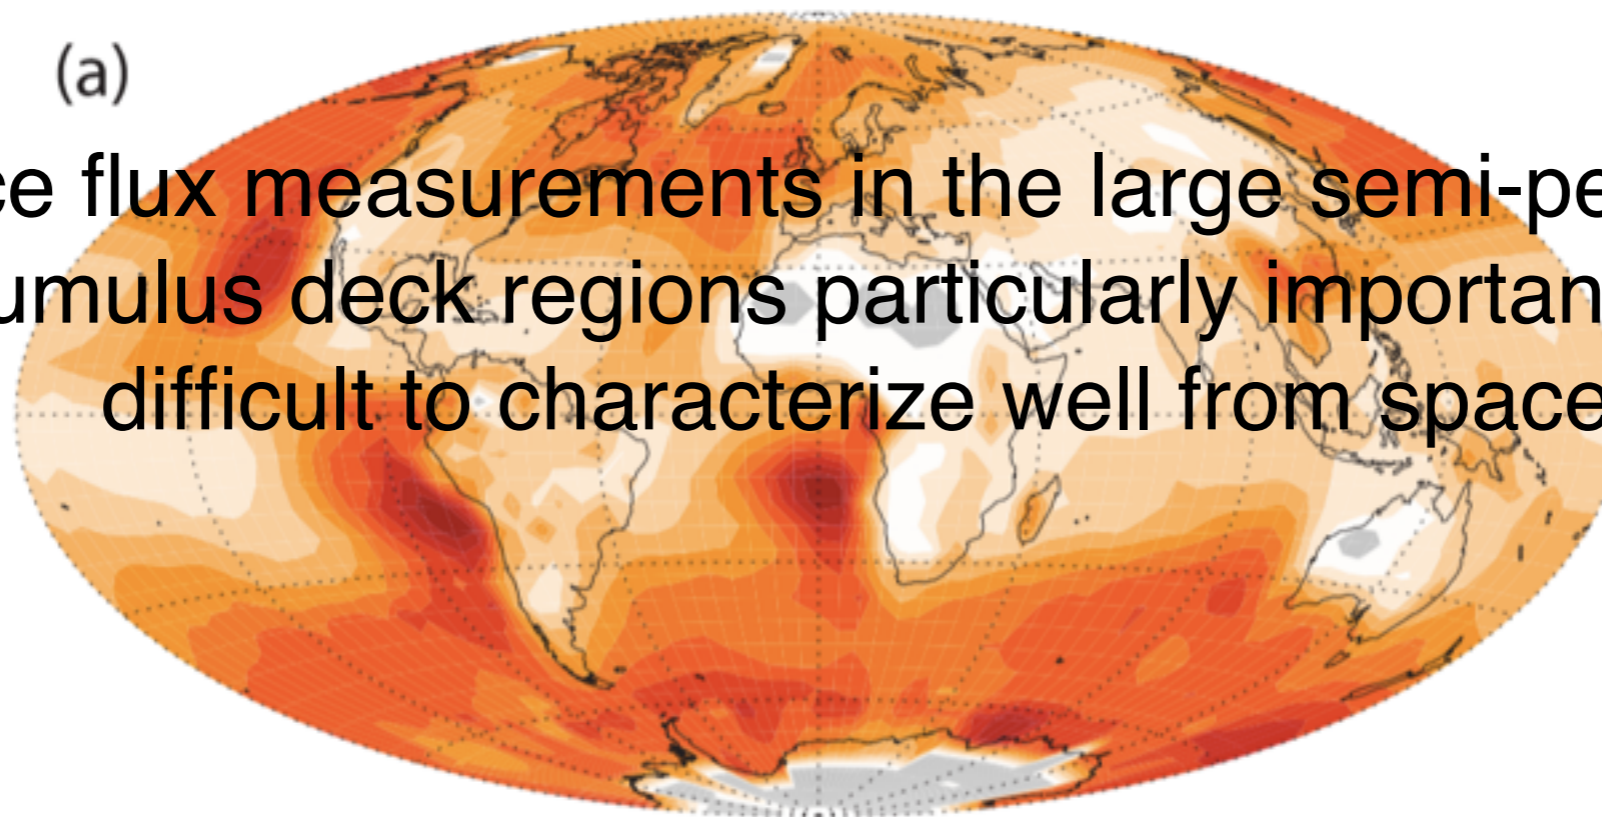 (a)
ce flux measurements in the large semi-pe
umulus deck regions particularly importan
difficult to characterize well from space